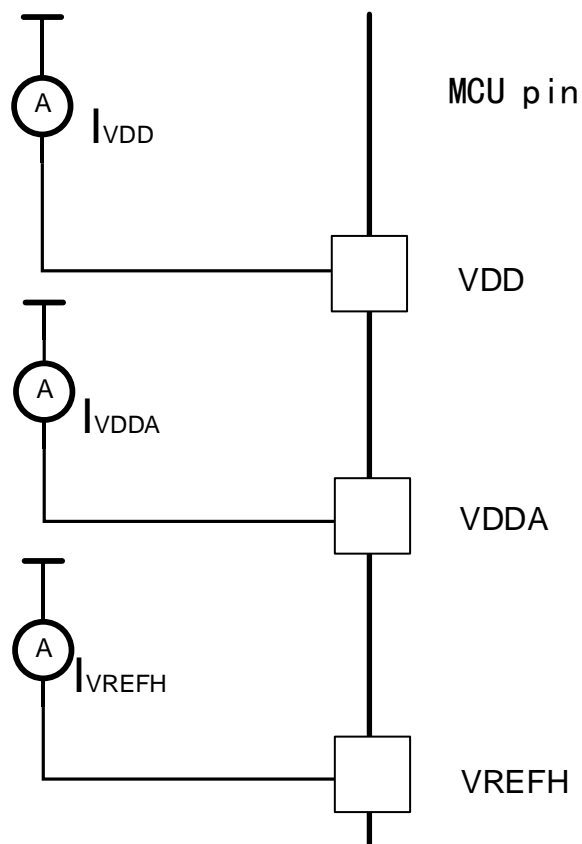 A
MCU pin
IVDD
VDD
A
IVDDA
VDDA
A
IVREFH
VREFH